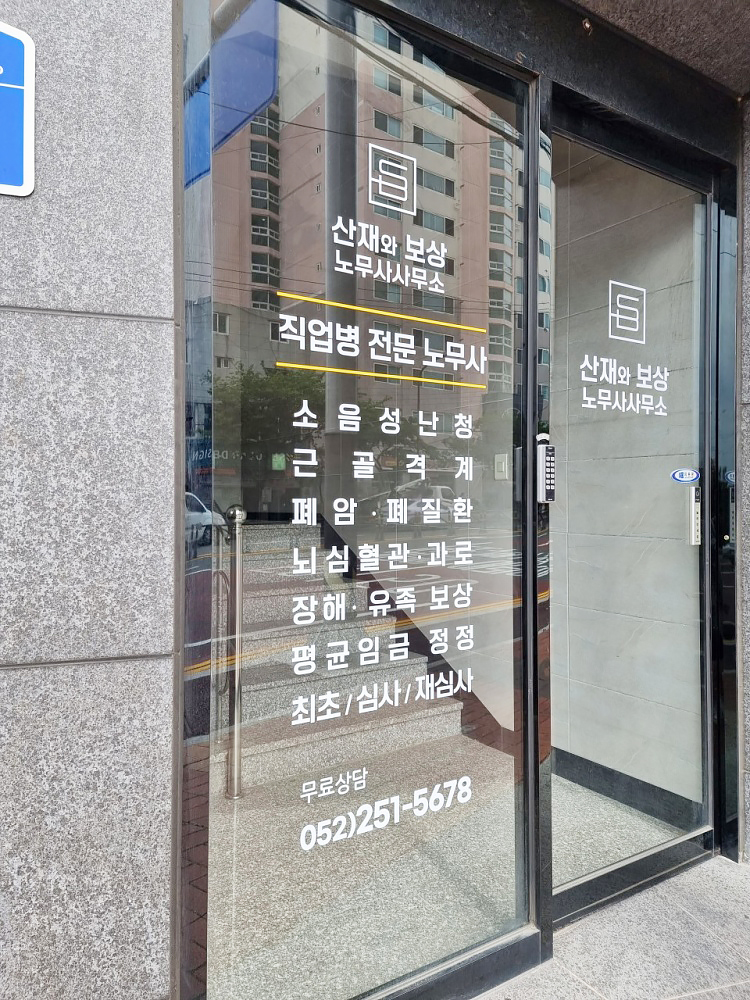 산재와 보상
노무사사무소
직업병 전문 노무사
소음성난청
근골격계
폐암·폐질환
뇌심혈관·과로
장해·유족 보상
평균임금 정정
최초/심사/재심사
무료상담
052)251-5678
산재와 보상
노무사사무소